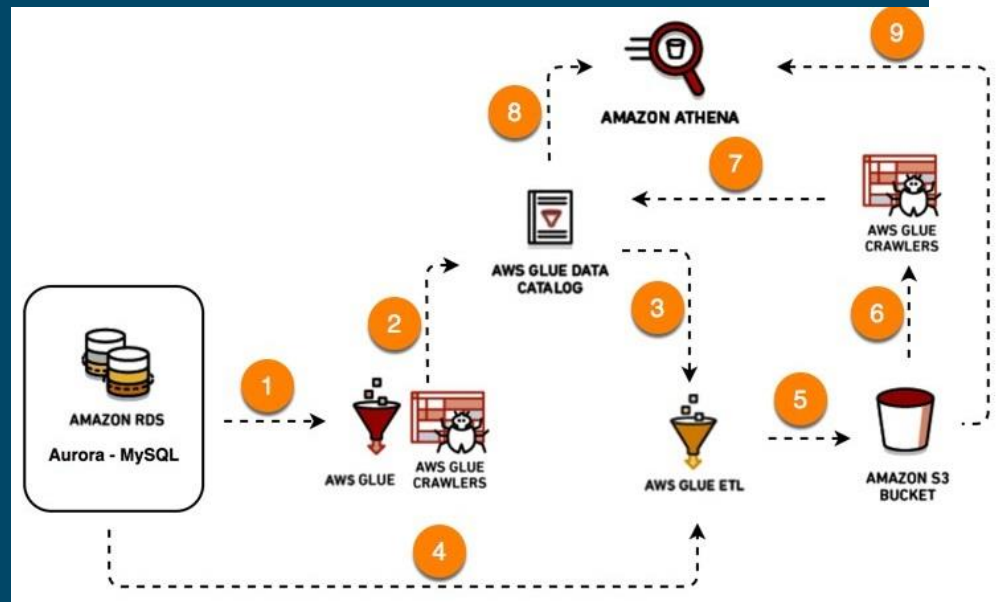 9
8
AMAZON ATHENA
7
AWS GLUE
CRAWLERS
AWS GLUE DATA
CATALOG
2
3
6
1
5
AMAZON RDS
Aurora - MySQL
AWS GLUE
AWS GLUE
CRAWLERS
AWS GLUE ETL
AMAZON S3
BUCKET
4